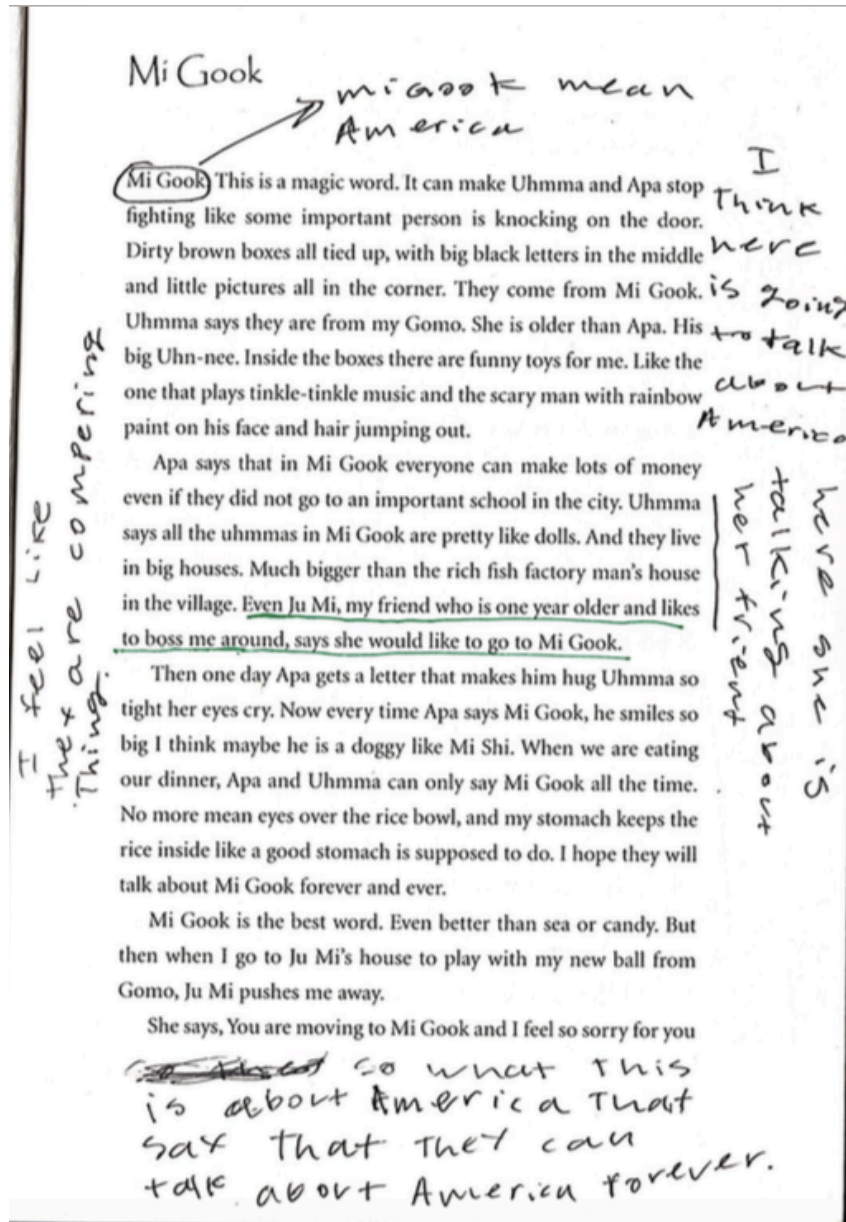 Mi Gook
migook mean
America
Mi Gook This is a magic word. It can make Uhmma and Apa stop
fighting like some important person is knocking on the door.
Dirty brown boxes all tied up, with big black letters in the middle
and little pictures all in the corner. They come from Mi Gook.
Uhmma says they are from my Gomo. She is older than Apa. His
big Uhn-nee. Inside the boxes there are funny toys for me. Like the
one that plays tinkle-tinkle music and the scary man with rainbow
paint on his face and hair jumping out.
Apa says that in Mi Gook everyone can make lots of money
even if they did not go to an important school in the city. Uhmma
says all the uhmmas in Mi Gook are pretty like dolls. And they live
in big houses. Much bigger than the rich fish factory man's house
in the village. Even Ju Mi, my friend who is one year older and likes
to boss me around, says she would like to go to Mi Gook.
Then one day Apa gets a letter that makes him hug Uhmma so
tight her eyes cry. Now every time Apa says Mi Gook, he smiles so
big I think maybe he is a doggy like Mi Shi. When we are eating
our dinner, Apa and Uhmma can only say Mi Gook all the time.
No more mean eyes over the rice bowl, and my stomach keeps the
rice inside like a good stomach is supposed to do. I hope they will
talk about Mi Gook forever and ever.
Mi Gook is the best word. Even better than sea or candy. But
then when I go to Ju Mi's house to play with my new ball from
Gomo, Ju Mi pushes me away.
She says, You are moving to Mi Gook and I feel so sorry for you
I
Think
here
is going
to talk
about
America
here she is
talking about
her frient
I feel like
they are compering
Thing.
so what this
is about America That
say that They can
talk about America forever.